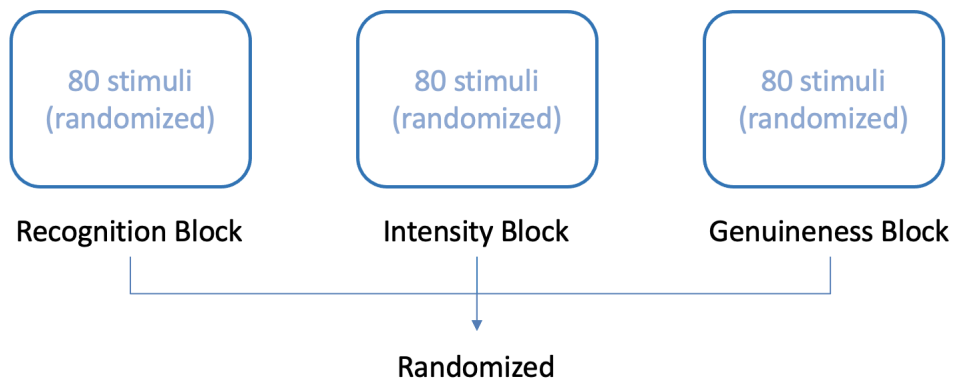 80 stimuli
(randomized)
80 stimuli
(randomized)
80 stimuli
(randomized)
Recognition Block
Intensity Block
Genuineness Block
Randomized